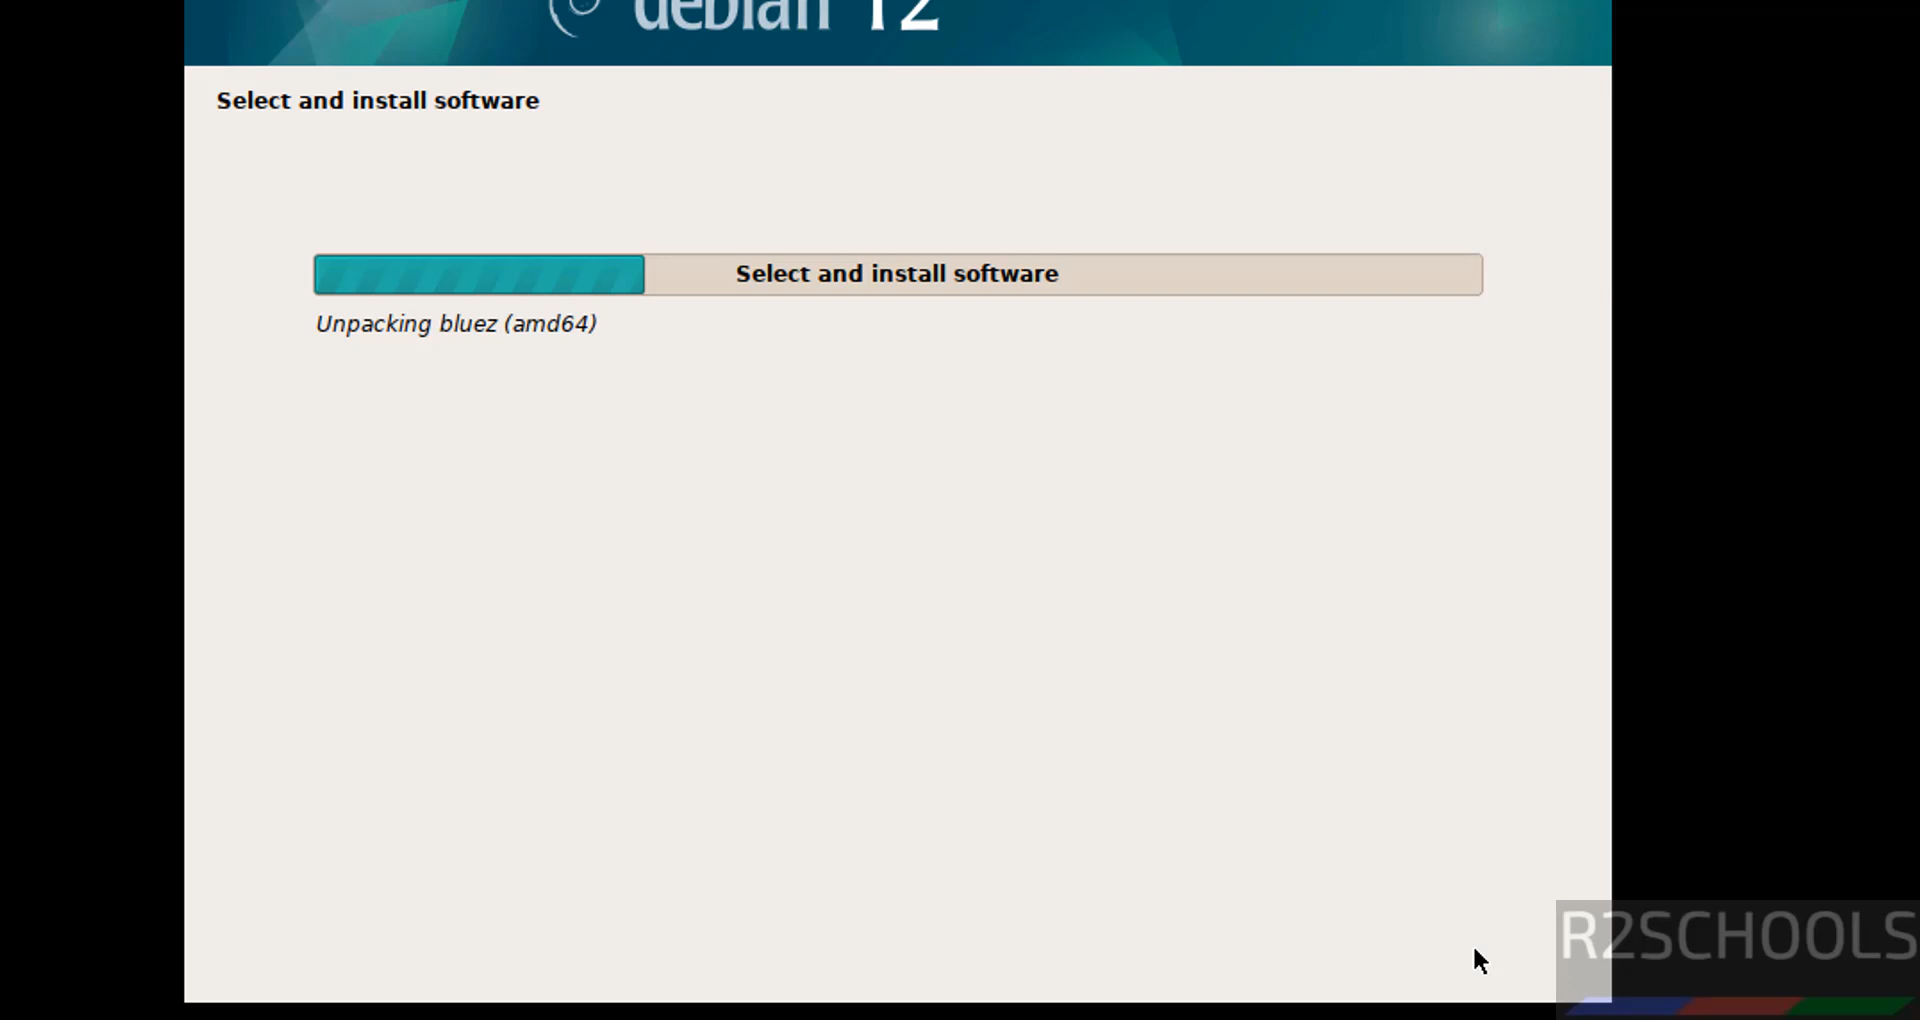 debian 12
Select and install software
Select and install software
Unpacking bluez (amd64)
R2SCHOOLS